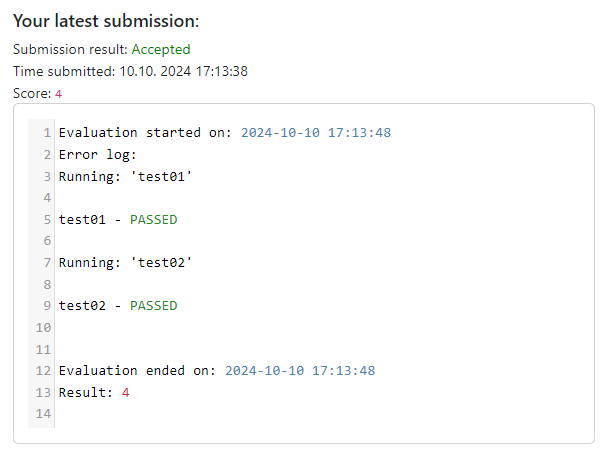 Your latest submission:
Submission result: Accepted
Time submitted: 10.10. 2024 17:13:38
Score: 4
1 Evaluation started on: 2024-10-10 17:13:48
2 Error log:
3 Running: 'test01'
4
5 test01 - PASSED
6
7 Running: 'test02'
8
9 test02 - PASSED
10
11
12 Evaluation ended on: 2024-10-10 17:13:48
13 Result: 4
14